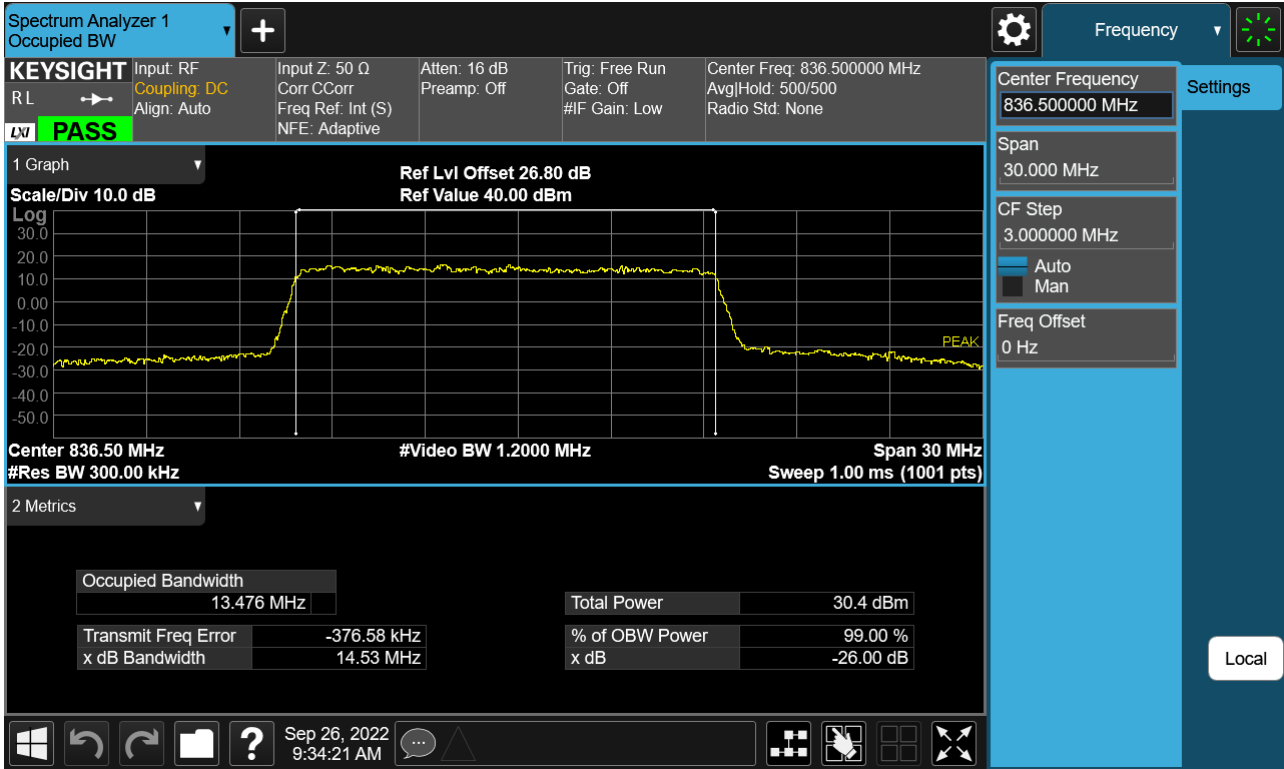 Spectrum Analyzer 1
Occupied BW
Frequency
KEYSIGHT
R L
LXI
PASS
Input: RF
Coupling: DC
Align: Auto
Input Z: 50 Ω
Corr CCorr
Freq Ref: Int (S)
NFE: Adaptive
Atten: 16 dB
Preamp: Off
Trig: Free Run
Gate: Off
#IF Gain: Low
Center Freq: 836.500000 MHz
Avg|Hold: 500/500
Radio Std: None
1 Graph
Scale/Div 10.0 dB
Ref Lvl Offset 26.80 dB
Ref Value 40.00 dBm
Log
30.0
20.0
10.0
0.00
-10.0
-20.0
-30.0
-40.0
-50.0
PEAK
Center 836.50 MHz
#Video BW 1.2000 MHz
Span 30 MHz
#Res BW 300.00 kHz
Sweep 1.00 ms (1001 pts)
2 Metrics
Occupied Bandwidth
13.476 MHz
Total Power 30.4 dBm
Transmit Freq Error -376.58 kHz
% of OBW Power 99.00 %
x dB Bandwidth 14.53 MHz
x dB -26.00 dB
Center Frequency
836.500000 MHz
Settings
Span
30.000 MHz
CF Step
3.000000 MHz
Auto
Man
Freq Offset
0 Hz
Local
?
Sep 26, 2022
9:34:21 AM